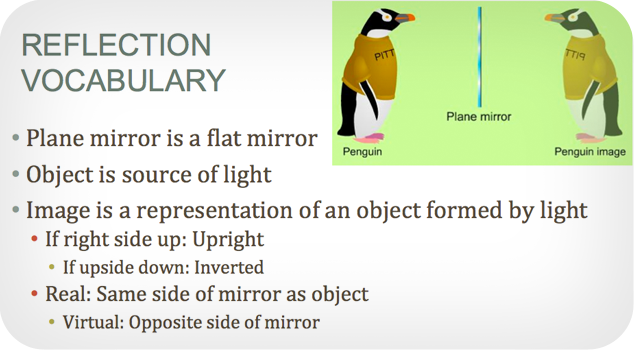 REFLECTION
VOCABULARY
PITT
PITT
Plane mirror
Penguin
Penguin image
• Plane mirror is a flat mirror
• Object is source of light
• Image is a representation of an object formed by light
• If right side up: Upright
• If upside down: Inverted
• Real: Same side of mirror as object
• Virtual: Opposite side of mirror